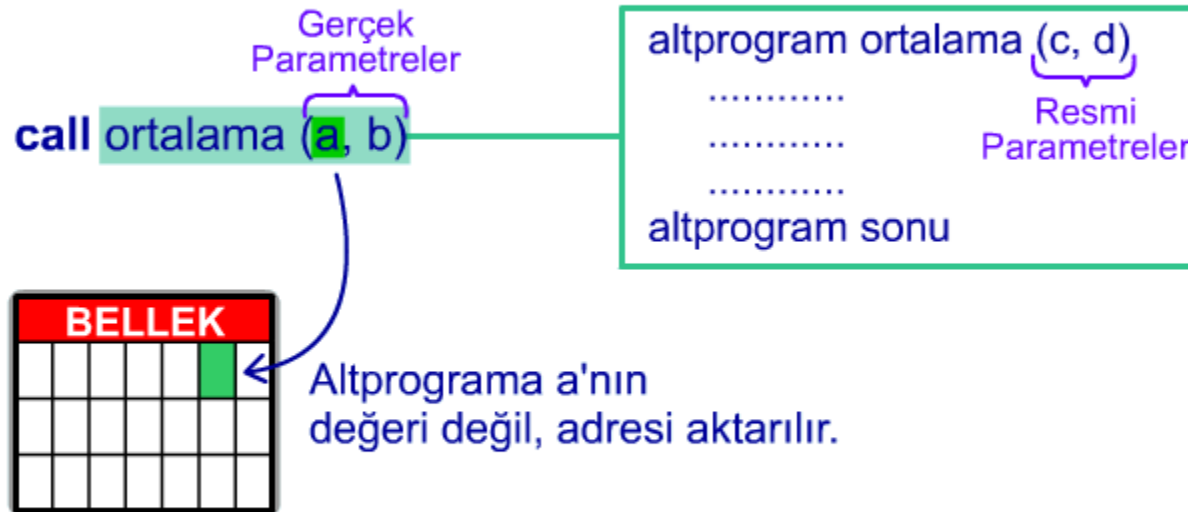 Gerçek
Parametreler
call ortalama (a, b)
altprogram ortalama (c, d)
............
............
............
Resmi
Parametreler
altprogram sonu
BELLEK
Altprograma a'nın
değeri değil, adresi aktarılır.